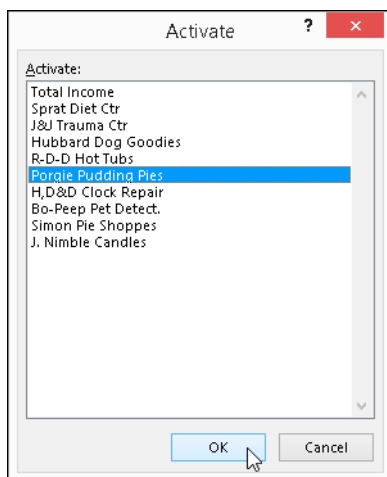 Activate ? ×
Activate:
Total Income
Sprat Diet Ctr
J&J Trauma Ctr
Hubbard Dog Goodies
R-D-D Hot Tubs
Porgie Pudding Pies
H,D&D Clock Repair
Bo-Peep Pet Detect.
Simon Pie Shoppes
J. Nimble Candles
OK Cancel